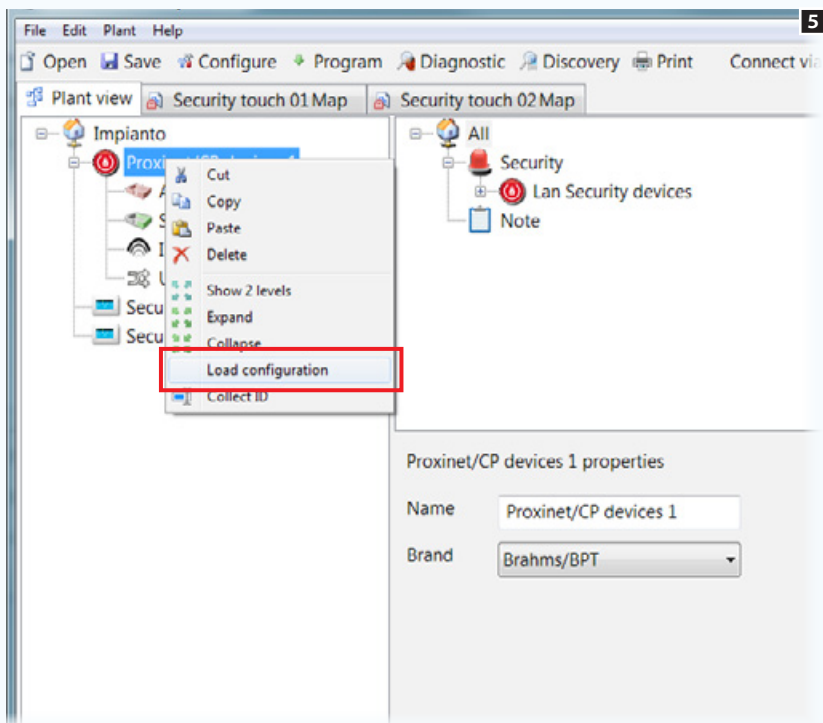 5
File Edit Plant Help
Open Save Configure Program Diagnostic Discovery Print Connect via
Plant view Security touch 01 Map Security touch 02 Map
Impianto
All
Security
Cut
Lan Security devices
Copy
Note
Paste
Delete
Show 2 levels
Expand
Collapse
Load configuration
Collect ID
Proxinet/CP devices 1 properties
Name Proxinet/CP devices 1
Brand Brahms/BPT